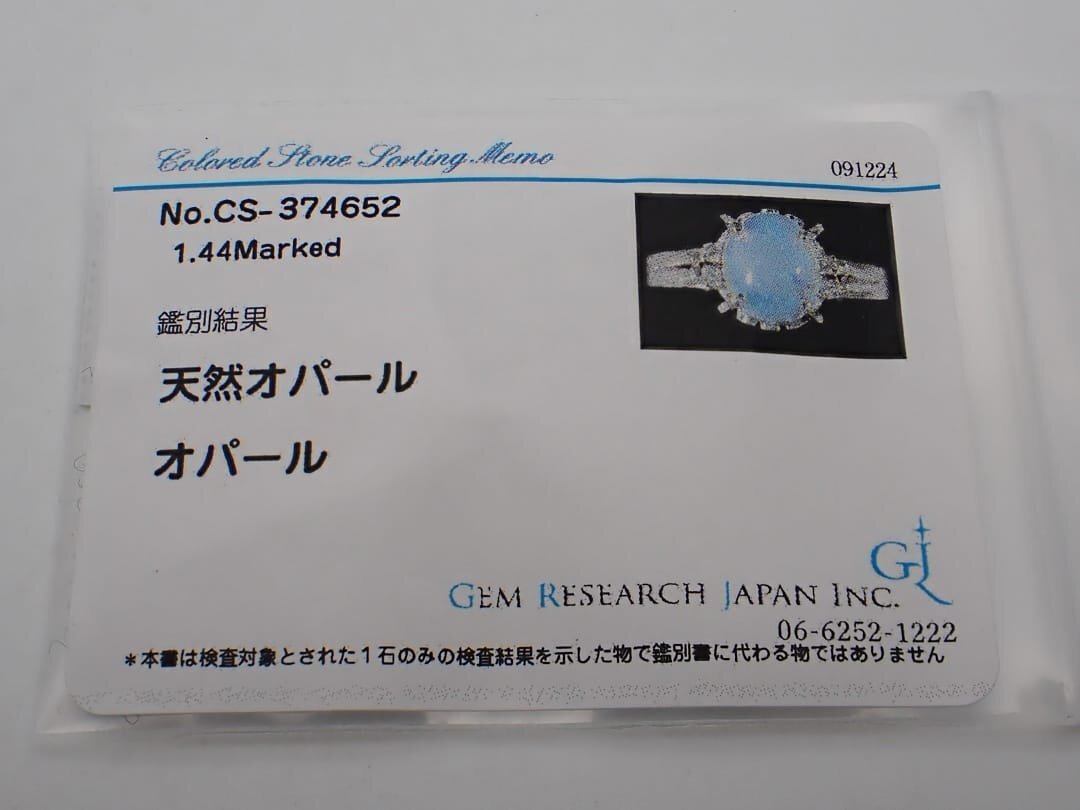 Colored Stone Sorting Memo
091224
No.CS-374652
1.44Marked
鑑別結果
天然オパール
オパール
GJ
GEM RESEARCH JAPAN INC.
06-6252-1222
*本書は検査対象とされた1石のみの検査結果を示した物で鑑別書に代わる物ではありません